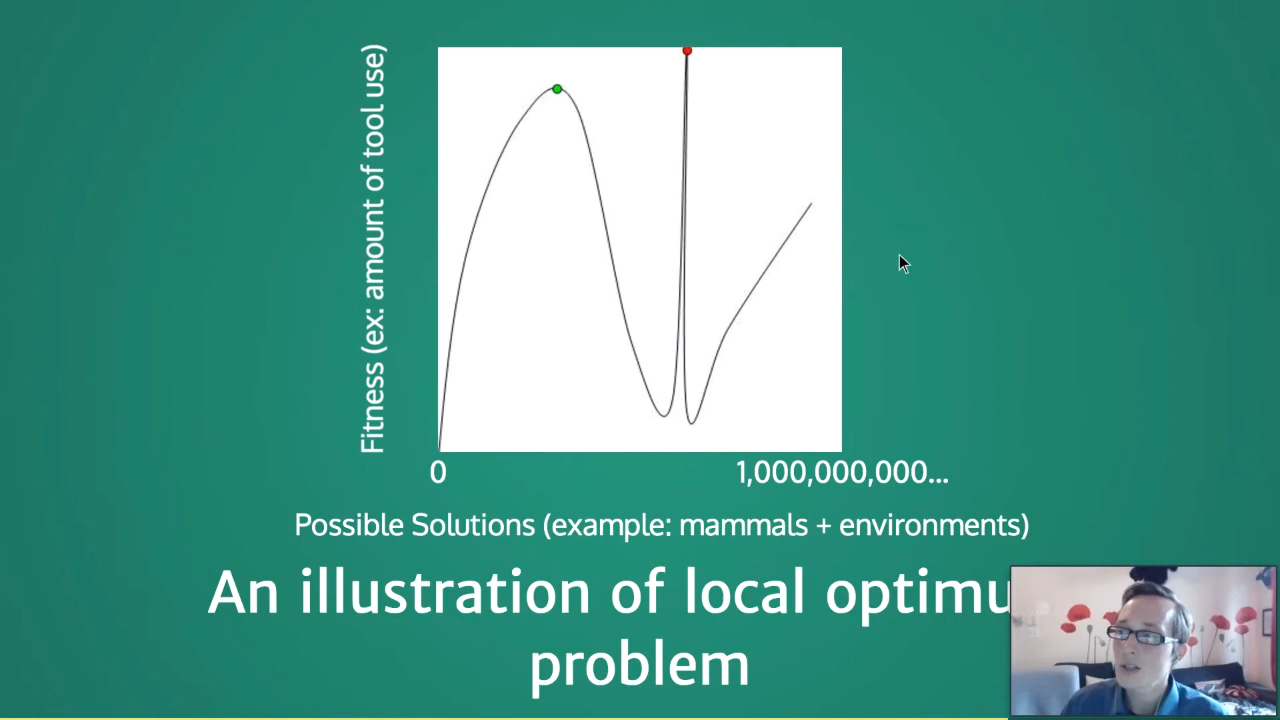 Fitness (ex: amount of tool use)
0
1,000,000,000...
Possible Solutions (example: mammals + environments)
An illustration of local
problem